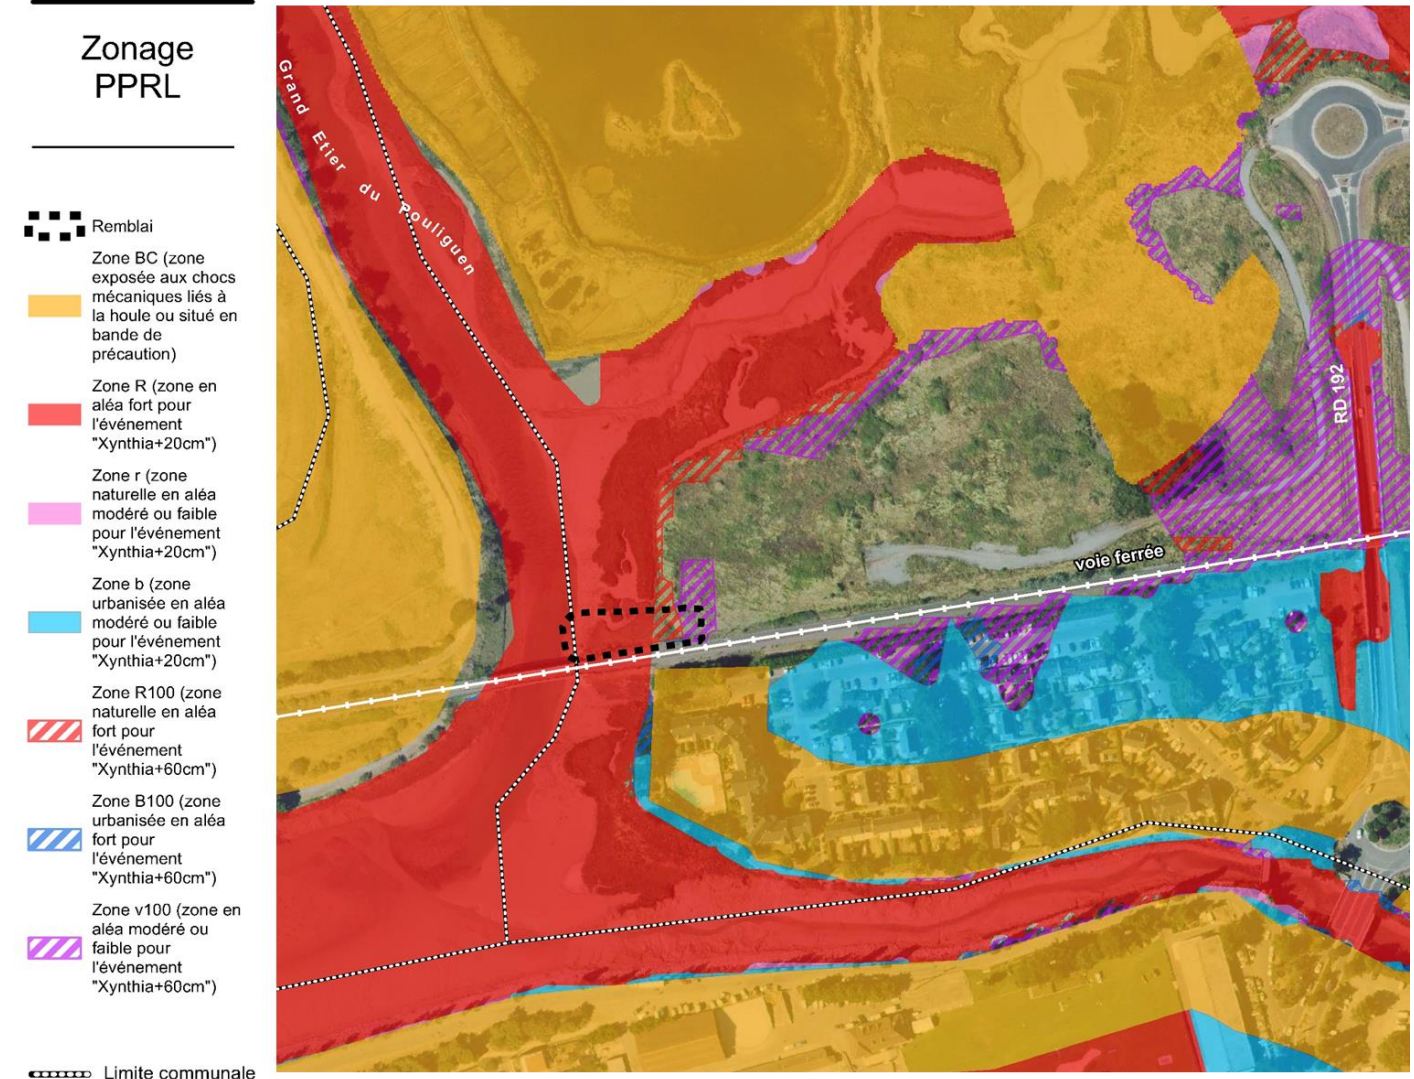 Zonage
PPRL
Remblai
Zone BC (zone
exposée aux chocs
mécaniques liés à
la houle ou situé en
bande de
précaution)
Zone R (zone en
aléa fort pour
l'événement
"Xynthia+20cm")
Zone r (zone
naturelle en aléa
modéré ou faible
pour l'événement
"Xynthia+20cm")
Zone b (zone
urbanisée en aléa
modéré ou faible
pour l'événement
"Xynthia+20cm")
Zone R100 (zone
naturelle en aléa
fort pour
l'événement
"Xynthia+60cm")
Zone B100 (zone
urbanisée en aléa
fort pour
l'événement
"Xynthia+60cm")
Zone v100 (zone en
aléa modéré ou
faible pour
l'événement
"Xynthia+60cm")
Limite communale
Grand Etier du Pouliguen
RD 192
voie ferrée